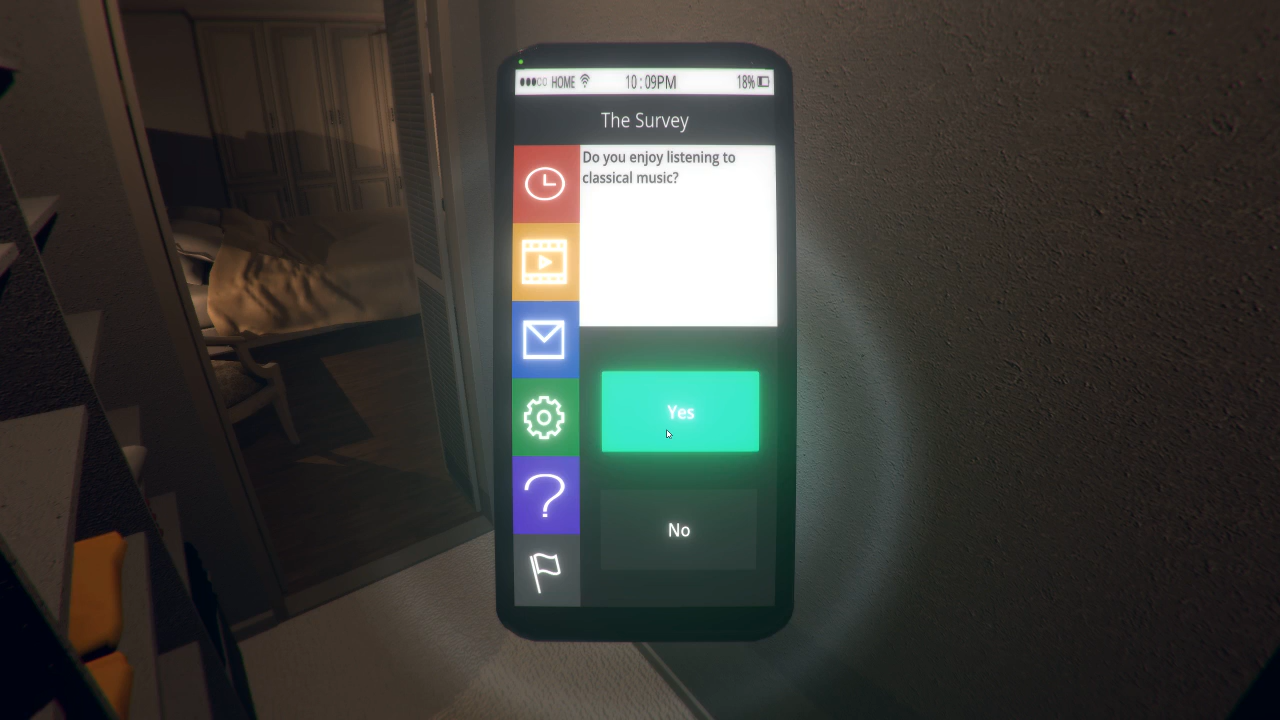 HOME 10:09PM 18%
The Survey
Do you enjoy listening to
classical music?
Yes
No